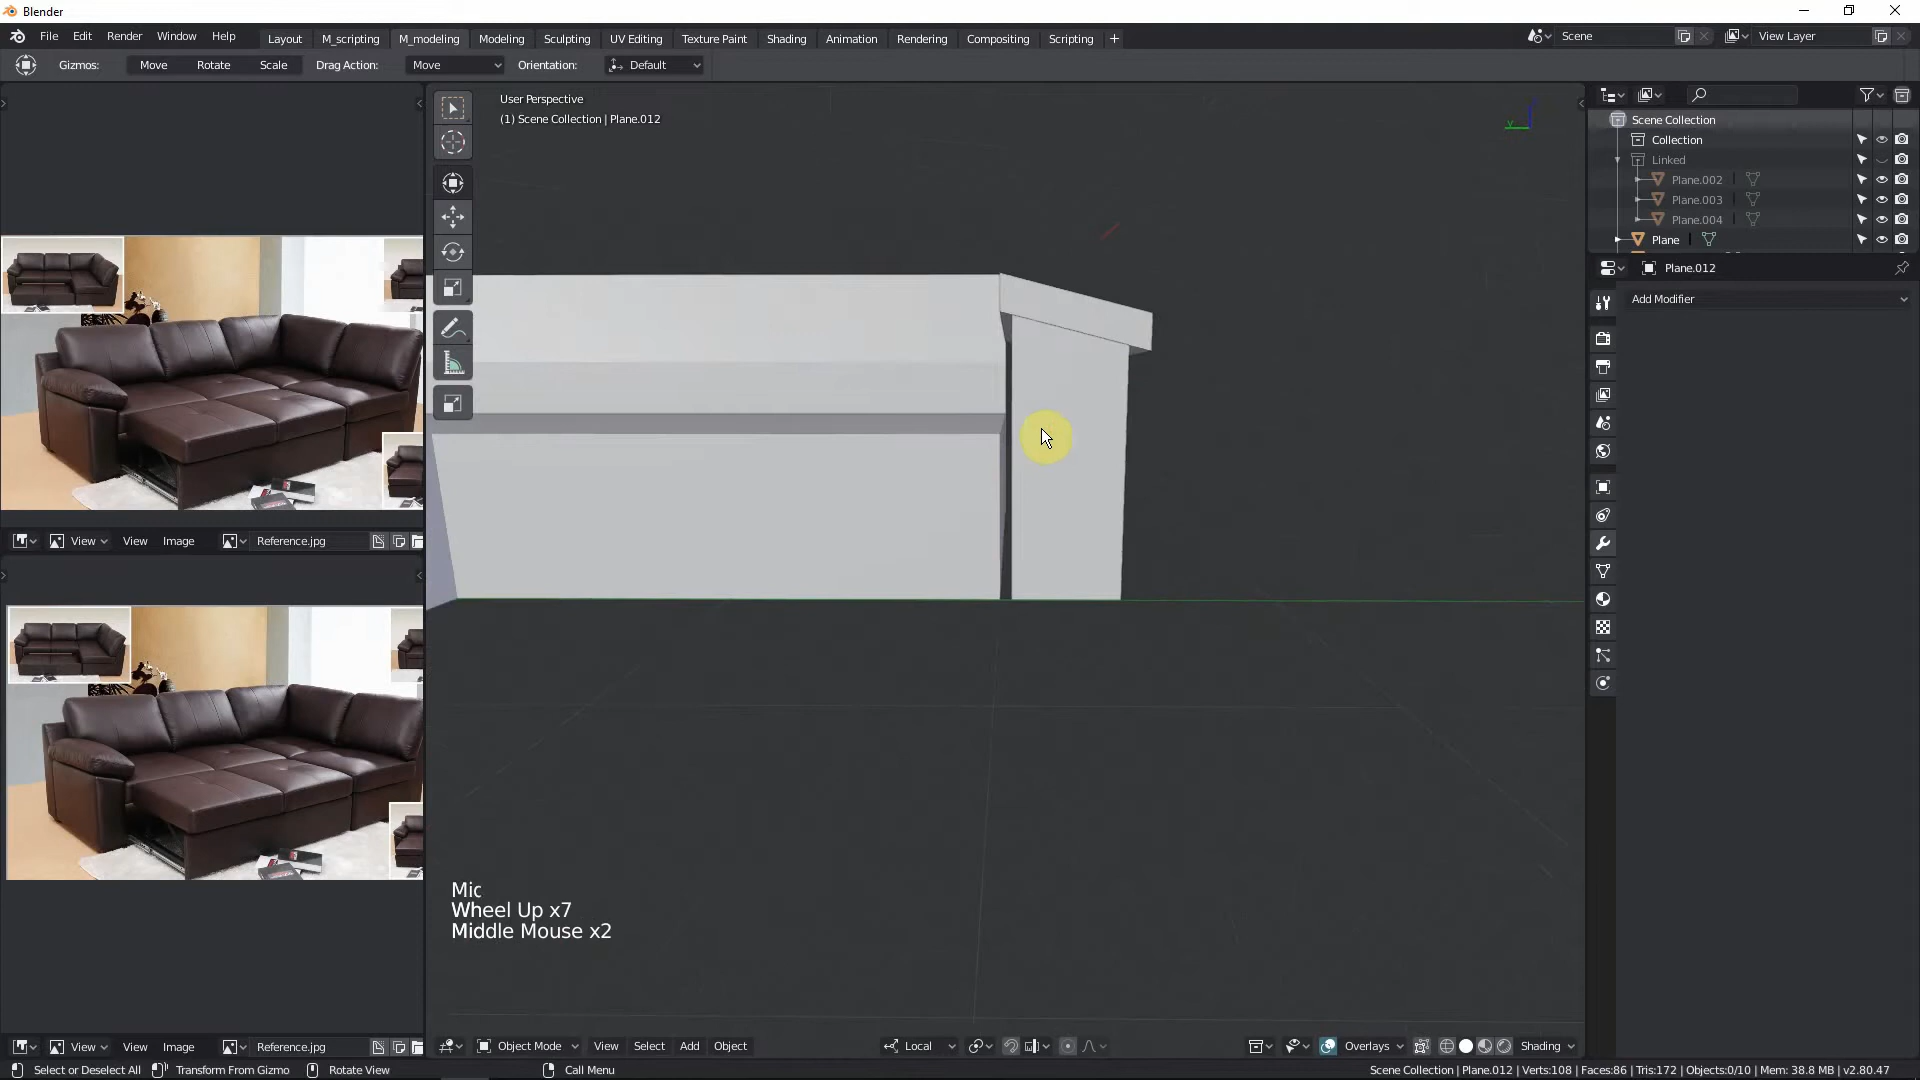 Blender
File Edit Render Window Help Layout M_scripting M_modeling Modeling Sculpting UV Editing Texture Paint Shading Animation Rendering Compositing Scripting + Scene View Layer
Gizmos: Move Rotate Scale Drag Action: Move Orientation: Default
User Perspective
(1) Scene Collection | Plane.012
Y
Scene Collection
Collection
Linked
Plane.002
Plane.003
Plane.004
Plane
Plane.012
Add Modifier
View View Image Reference.jpg
Mic
Wheel Up x7
Middle Mouse x2
View View Image Reference.jpg
Object Mode View Select Add Object Local Overlays Shading
Select or Deselect All Transform From Gizmo Rotate View Call Menu Scene Collection | Plane.012 | Verts:108 | Faces:86 | Tris:172 | Objects:0/10 | Mem: 38.8 MB | v2.80.47